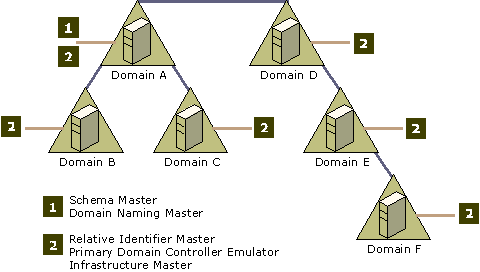 1
2
2
Domain A
Domain D
2
2
2
Domain B
Domain C
Domain E
2
Domain F
1
Schema Master
Domain Naming Master
2
Relative Identifier Master
Primary Domain Controller Emulator
Infrastructure Master